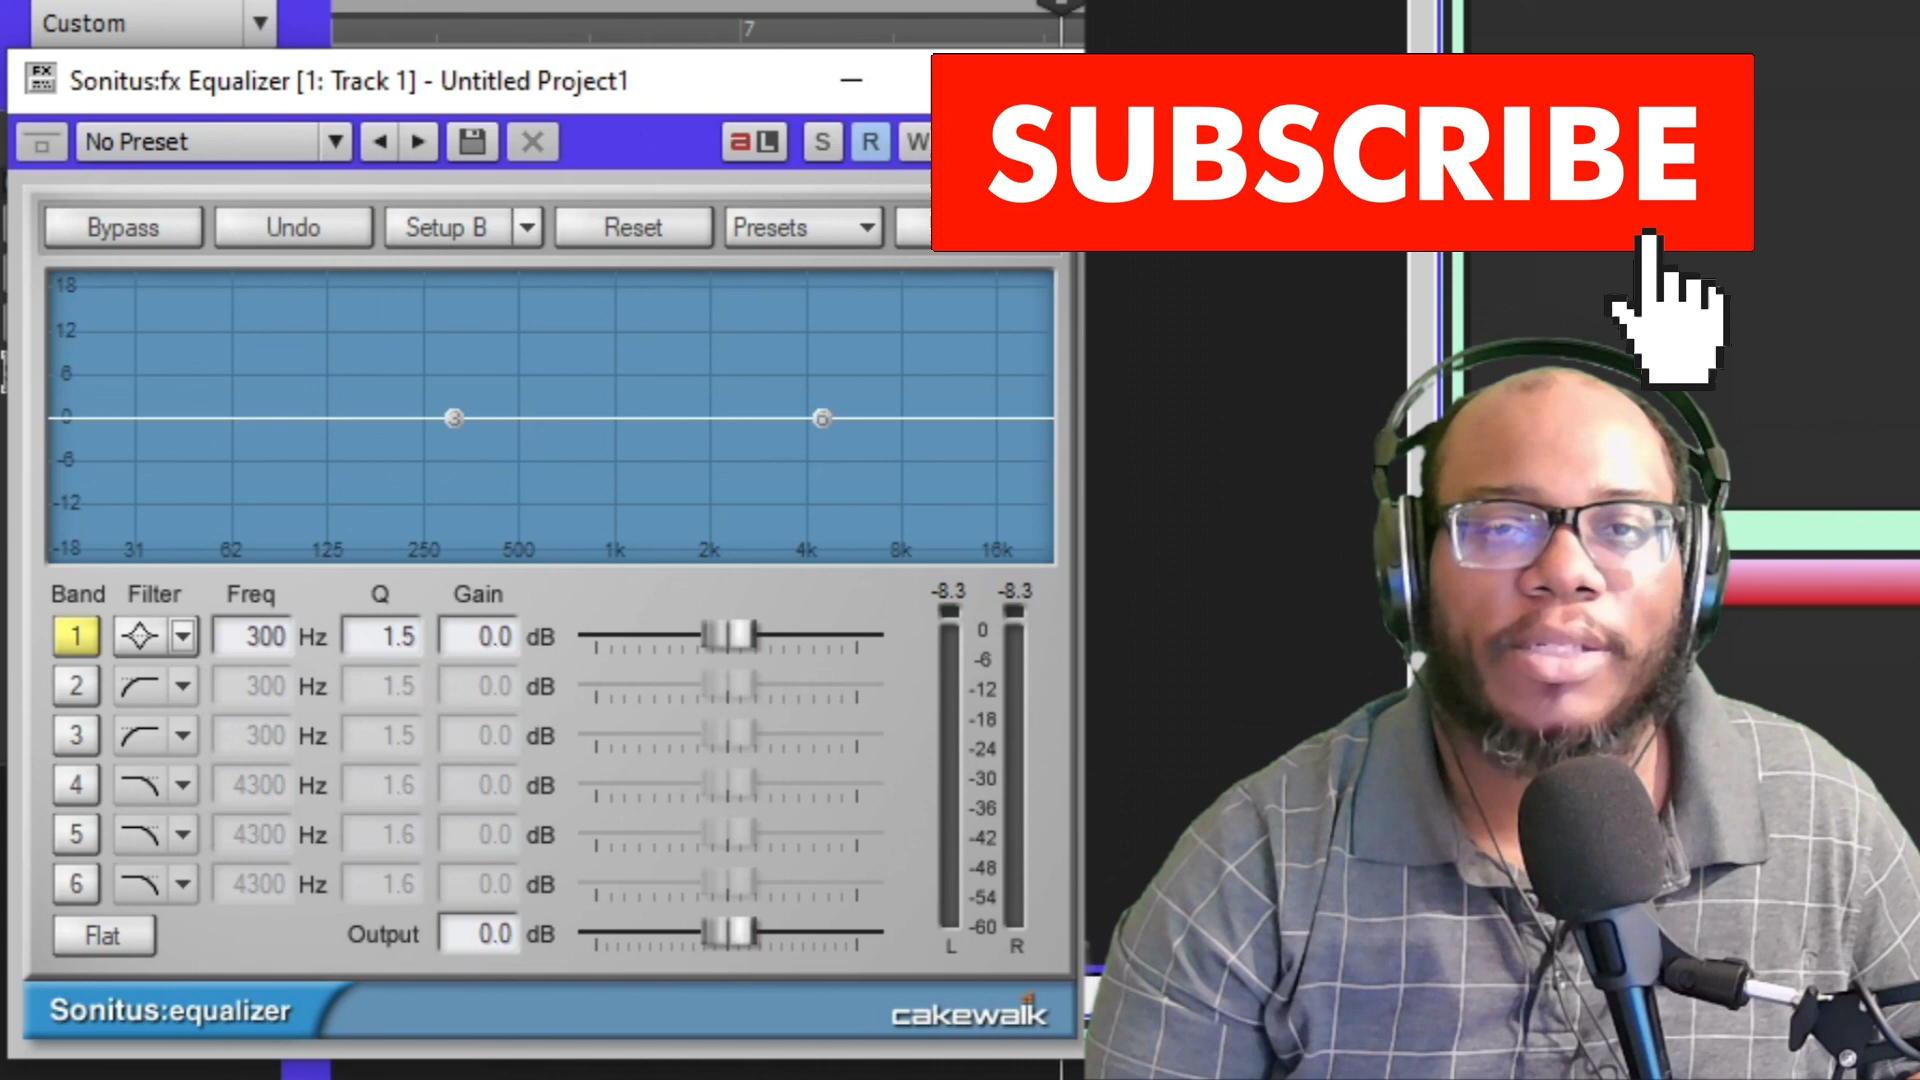 Custom
7
FX
Sonitus:fx Equalizer [1: Track 1] - Untitled Project1
SUBSCRIBE
No Preset
a L S R W
Bypass Undo Setup B Reset Presets
18
12
6
0
3 6
-6
-12
-18 31 62 125 250 500 1k 2k 4k 8k 16k
Band Filter Freq Q Gain -8.3 -8.3
1 300 Hz 1.5 0.0 dB
2 300 Hz 1.5 0.0 dB
3 300 Hz 1.5 0.0 dB
4 4300 Hz 1.6 0.0 dB
5 4300 Hz 1.6 0.0 dB
6 4300 Hz 1.6 0.0 dB
Flat Output 0.0 dB
0
-6
-12
-18
-24
-30
-36
-42
-48
-54
-60
L R
Sonitus:equalizer cakewalk